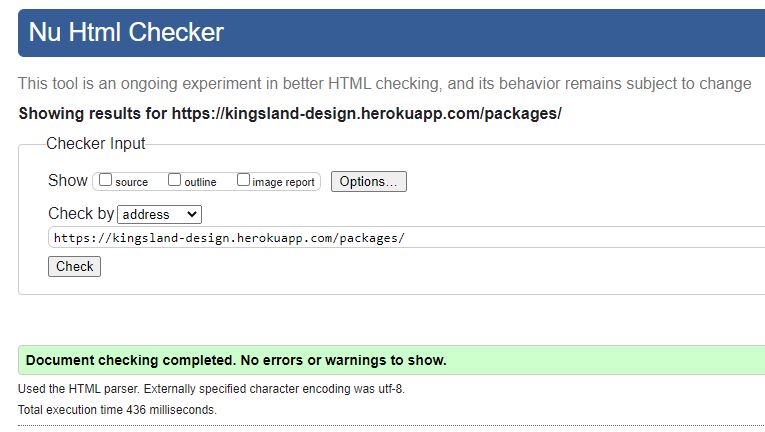 Nu Html Checker
This tool is an ongoing experiment in better HTML checking, and its behavior remains subject to change
Showing results for https://kingsland-design.herokuapp.com/packages/
Checker Input
Show source outline image report Options...
Check by address
https://kingsland-design.herokuapp.com/packages/
Check
Document checking completed. No errors or warnings to show.
Used the HTML parser. Externally specified character encoding was utf-8.
Total execution time 436 milliseconds.